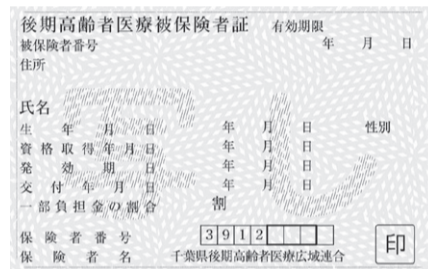 後期高齢者医療被保険者証 有効期限
被保険者番号 年 月 日
住所
氏名
生年月日 年 月 日 性別
資格取得年月日 年 月 日
発効期日 年 月 日
交付年月日 年 月 日
一部負担金の割合 割
保険者番号 3912
保険者名 千葉県後期高齢者医療広域連合
印